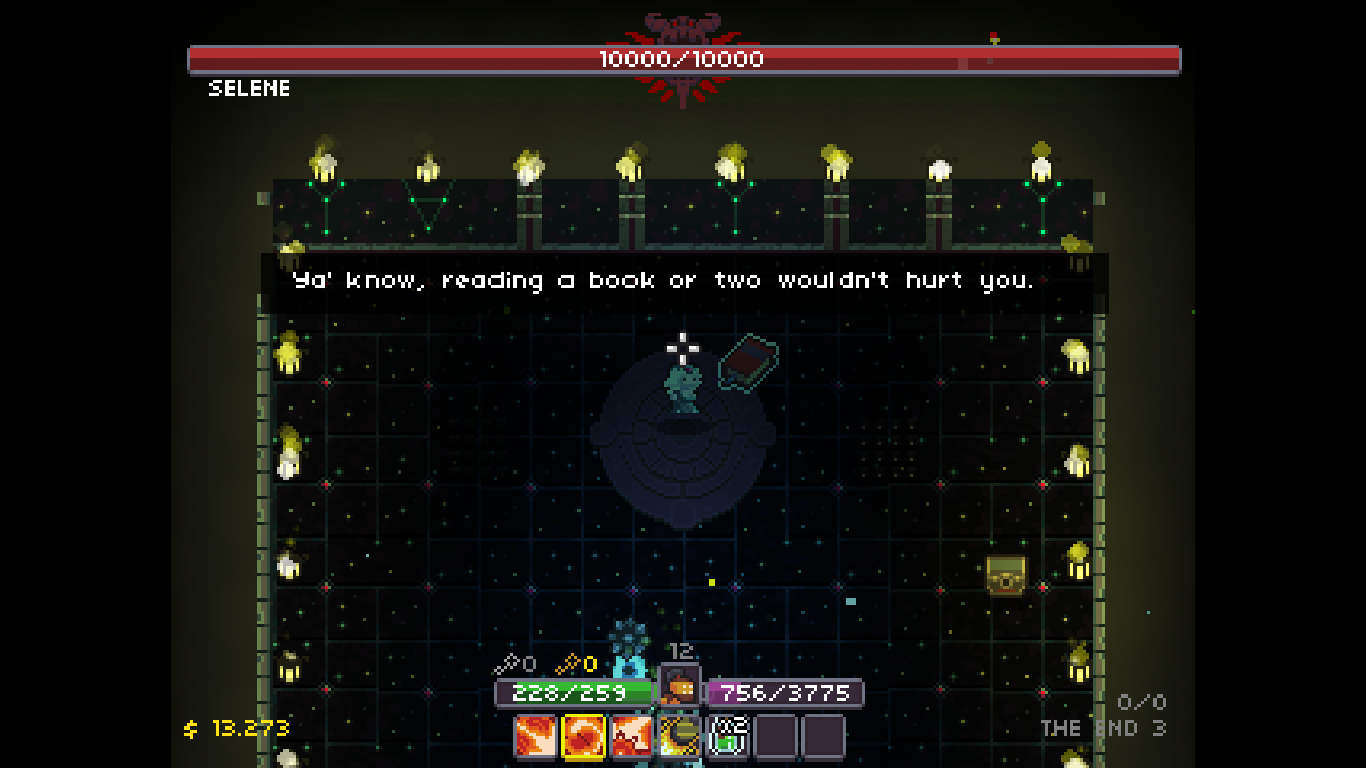 10000/10000
SELENE
Ya' know, reading a book or two wouldn't hurt you.
12
0
0
228/259
756/3775
0/0
$ 13.273
x2
THE END 3